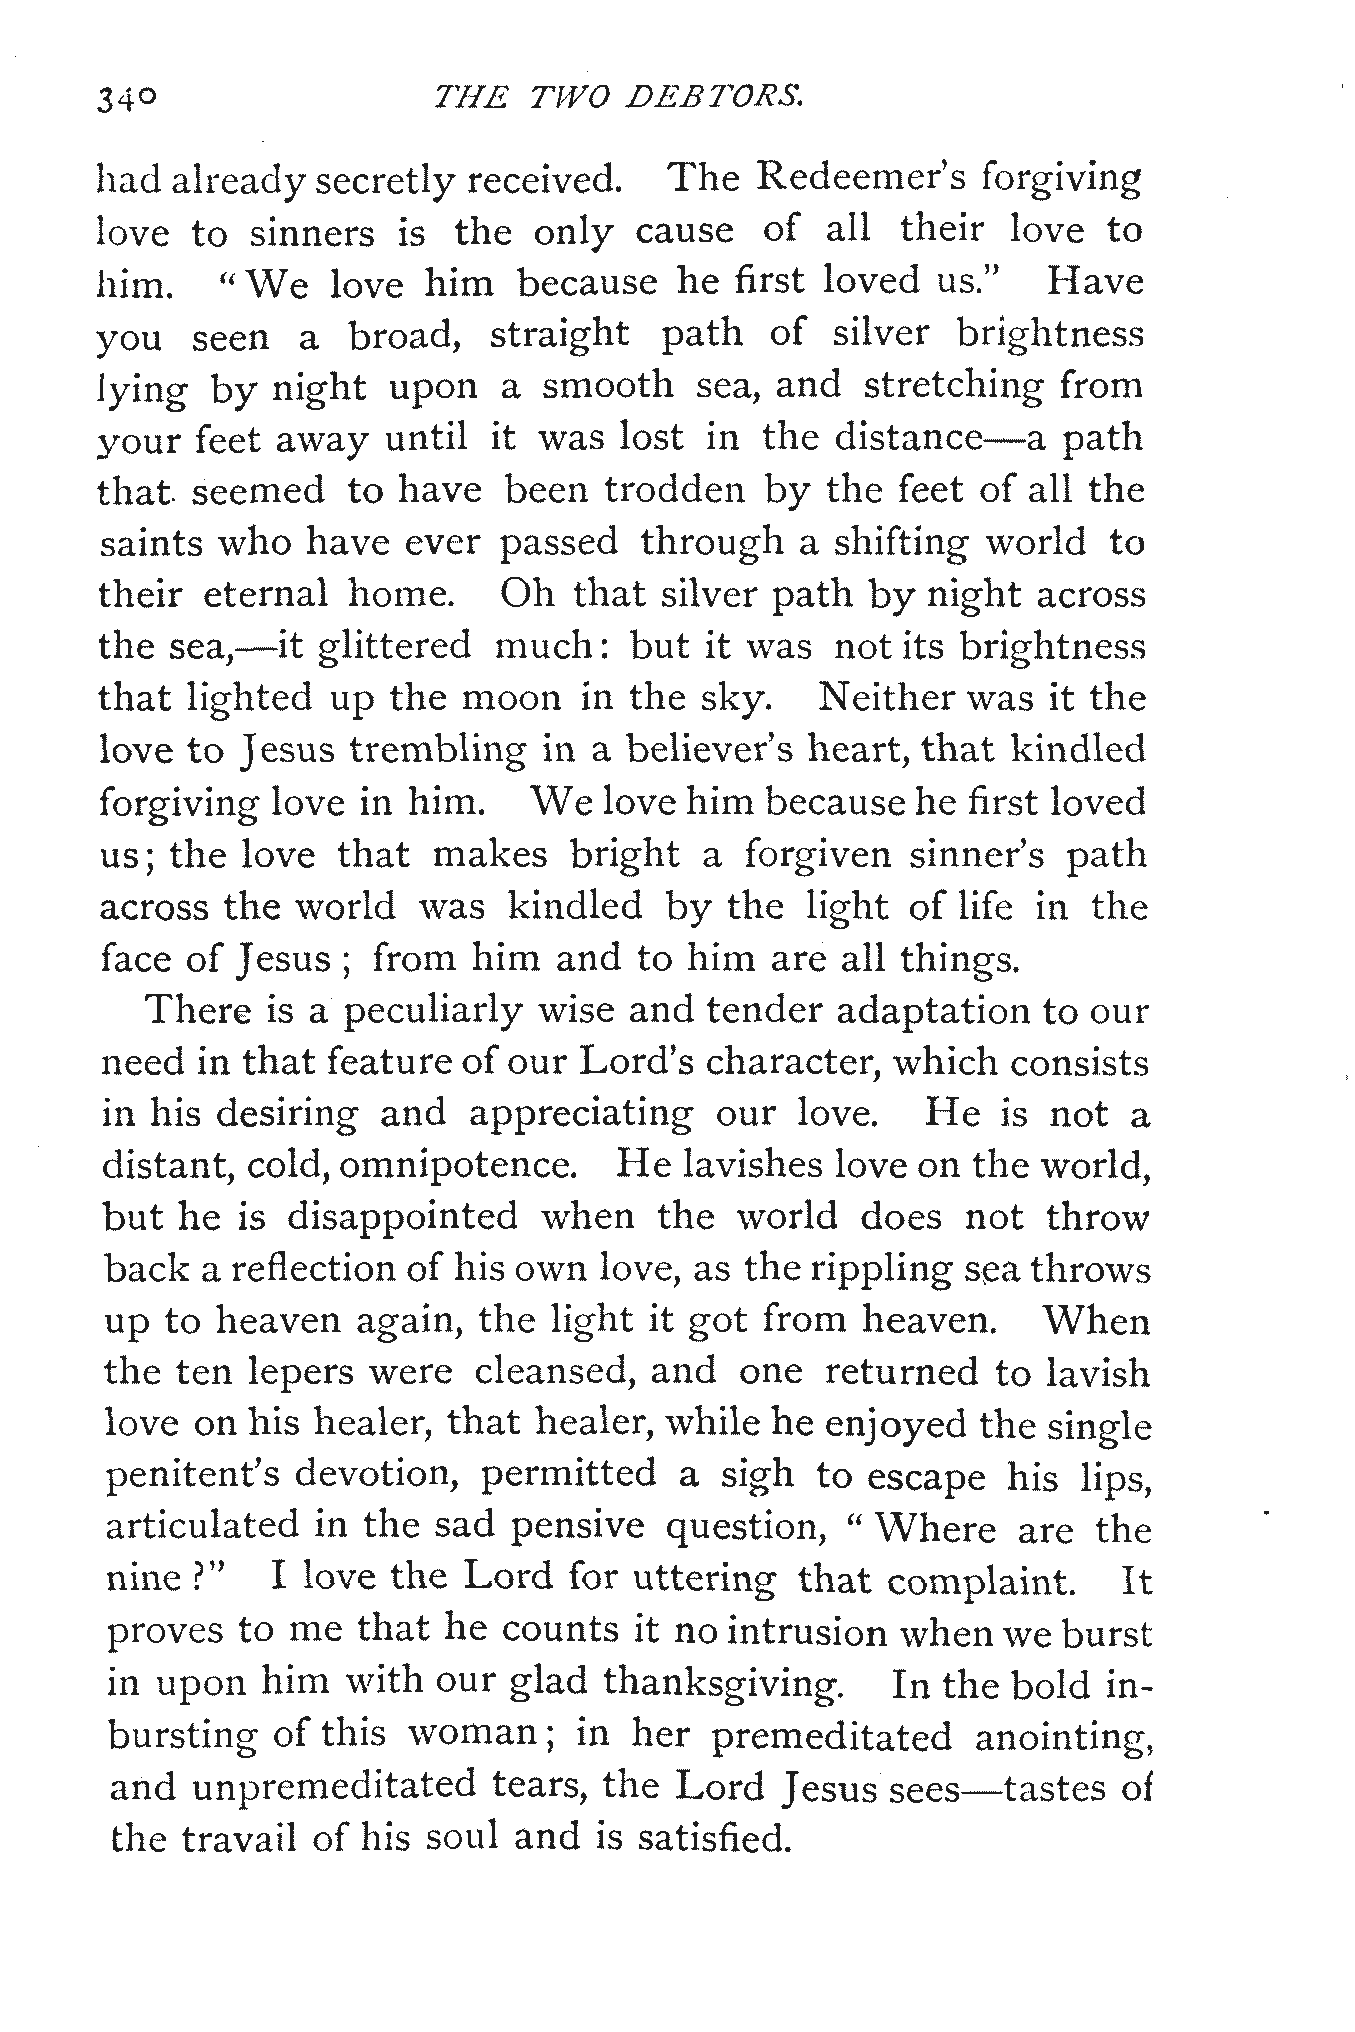 340 THE TWO DEBTORS.
had already secretly received. The Redeemer's forgiving
love to sinners is the only cause of all their love to
him. "We love him because he first loved us." Have
you seen a broad, straight path of silver brightness
lying by night upon a smooth sea, and stretching from
your feet away until it was lost in the distance—a path
that seemed to have been trodden by the feet of all the
saints who have ever passed through a shifting world to
their eternal home. Oh that silver path by night across
the sea,—it glittered much: but it was not its brightness
that lighted up the moon in the sky. Neither was it the
love to Jesus trembling in a believer's heart, that kindled
forgiving love in him. We love him because he first loved
us; the love that makes bright a forgiven sinner's path
across the world was kindled by the light of life in the
face of Jesus; from him and to him are all things.
There is a peculiarly wise and tender adaptation to our
need in that feature of our Lord's character, which consists
in his desiring and appreciating our love. He is not a
distant, cold, omnipotence. He lavishes love on the world,
but he is disappointed when the world does not throw
back a reflection of his own love, as the rippling sea throws
up to heaven again, the light it got from heaven. When
the ten lepers were cleansed, and one returned to lavish
love on his healer, that healer, while he enjoyed the single
penitent's devotion, permitted a sigh to escape his lips,
articulated in the sad pensive question, "Where are the
nine?" I love the Lord for uttering that complaint. It
proves to me that he counts it no intrusion when we burst
in upon him with our glad thanksgiving. In the bold in-
bursting of this woman; in her premeditated anointing,
and unpremeditated tears, the Lord Jesus sees—tastes of
the travail of his soul and is satisfied.